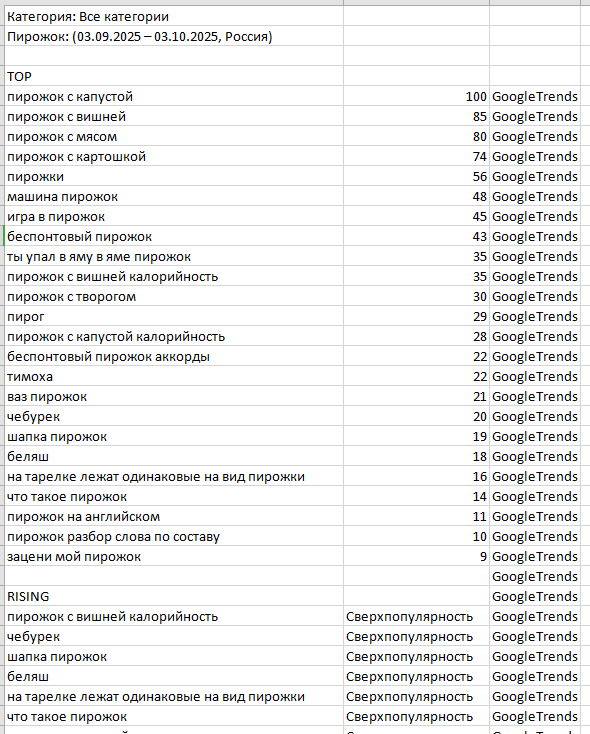 Категория: Все категории
Пирожок: (03.09.2025 – 03.10.2025, Россия)
TOP
пирожок с капустой 100 GoogleTrends
пирожок с вишней 85 GoogleTrends
пирожок с мясом 80 GoogleTrends
пирожок с картошкой 74 GoogleTrends
пирожки 56 GoogleTrends
машина пирожок 48 GoogleTrends
игра в пирожок 45 GoogleTrends
беспонтовый пирожок 43 GoogleTrends
ты упал в яму в яме пирожок 35 GoogleTrends
пирожок с вишней калорийность 35 GoogleTrends
пирожок с творогом 30 GoogleTrends
пирог 29 GoogleTrends
пирожок с капустой калорийность 28 GoogleTrends
беспонтовый пирожок аккорды 22 GoogleTrends
тимоха 22 GoogleTrends
ваз пирожок 21 GoogleTrends
чебурек 20 GoogleTrends
шапка пирожок 19 GoogleTrends
беляш 18 GoogleTrends
на тарелке лежат одинаковые на вид пирожки 16 GoogleTrends
что такое пирожок 14 GoogleTrends
пирожок на английском 11 GoogleTrends
пирожок разбор слова по составу 10 GoogleTrends
зацени мой пирожок 9 GoogleTrends
GoogleTrends
RISING GoogleTrends
пирожок с вишней калорийность Сверхпопулярность GoogleTrends
чебурек Сверхпопулярность GoogleTrends
шапка пирожок Сверхпопулярность GoogleTrends
беляш Сверхпопулярность GoogleTrends
на тарелке лежат одинаковые на вид пирожки Сверхпопулярность GoogleTrends
что такое пирожок Сверхпопулярность GoogleTrends